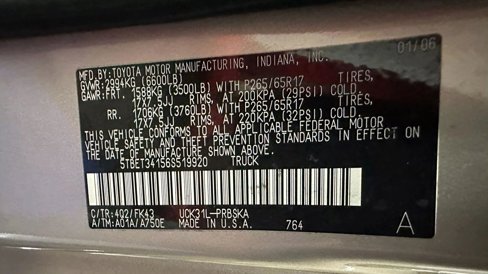 MFD. BY: TOYOTA MOTOR MANUFACTURING, INDIANA, INC. 01/06
GVWR: 2994KG (6600LB)
GAWR: FRT. 1588KG (3500LB) WITH P265/65R17 TIRES,
17X7.5JJ RIMS, AT 200KPA (29PSI) COLD.
RR. 1706KG (3760LB) WITH P265/65R17 TIRES,
17X7.5JJ RIMS, AT 220KPA (32PSI) COLD.
THIS VEHICLE CONFORMS TO ALL APPLICABLE FEDERAL MOTOR
VEHICLE SAFETY AND THEFT PREVENTION STANDARDS IN EFFECT ON
THE DATE OF MANUFACTURE SHOWN ABOVE.
5TBET34156S519920 TRUCK
C/TR: 4Q2/FK43 UCK31L-PRBSKA
A/TM: A01A/A750E MADE IN U.S.A. 764 A